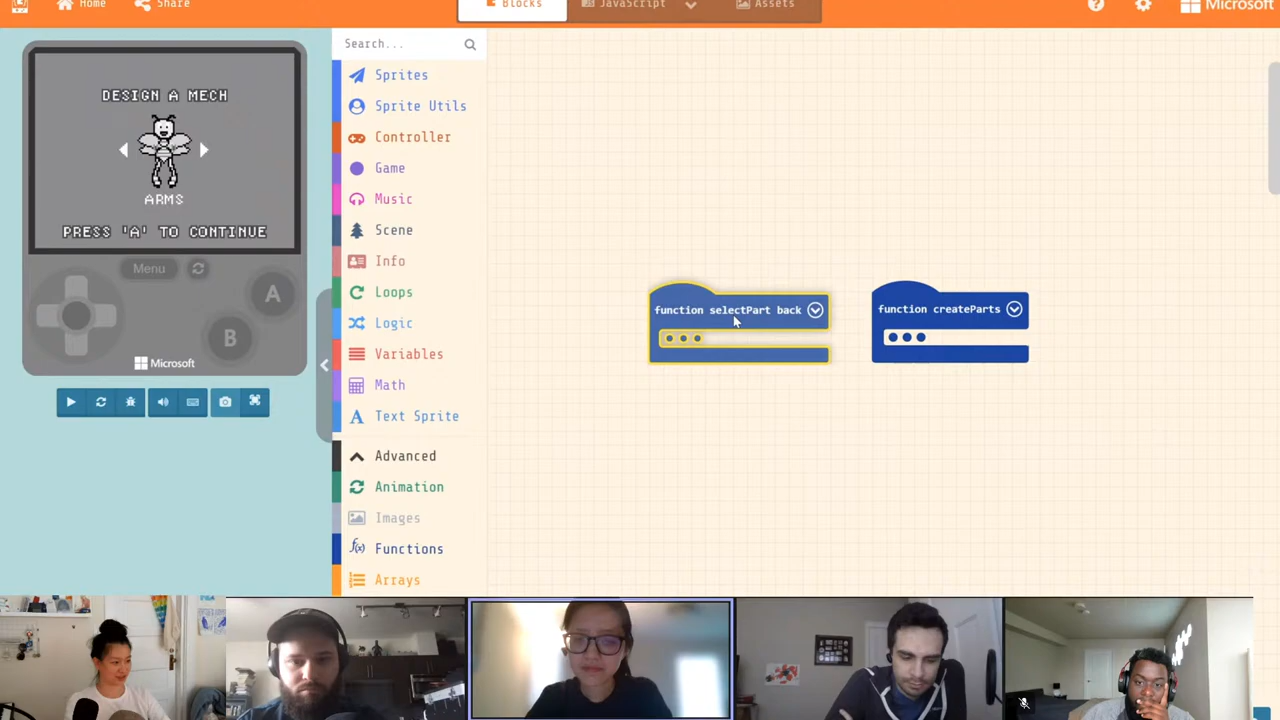 Home
Share
Blocks
JavaScript
Assets
Microsoft
DESIGN A MECH
ARMS
PRESS 'A' TO CONTINUE
Menu
A
B
Microsoft
Search...
Sprites
Sprite Utils
Controller
Game
Music
Scene
Info
Loops
Logic
Variables
Math
Text Sprite
Advanced
Animation
Images
Functions
Arrays
function selectPart back
function createParts